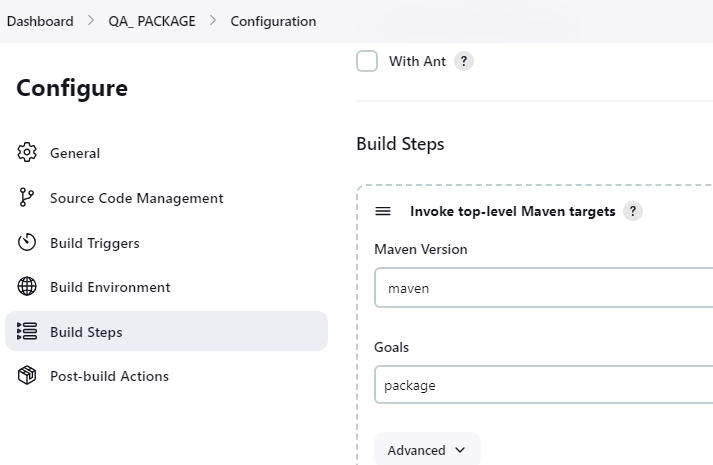 Dashboard > QA_ PACKAGE > Configuration
Configure
General
Source Code Management
Build Triggers
Build Environment
Build Steps
Post-build Actions
With Ant ?
Build Steps
Invoke top-level Maven targets ?
Maven Version
maven
Goals
package
Advanced